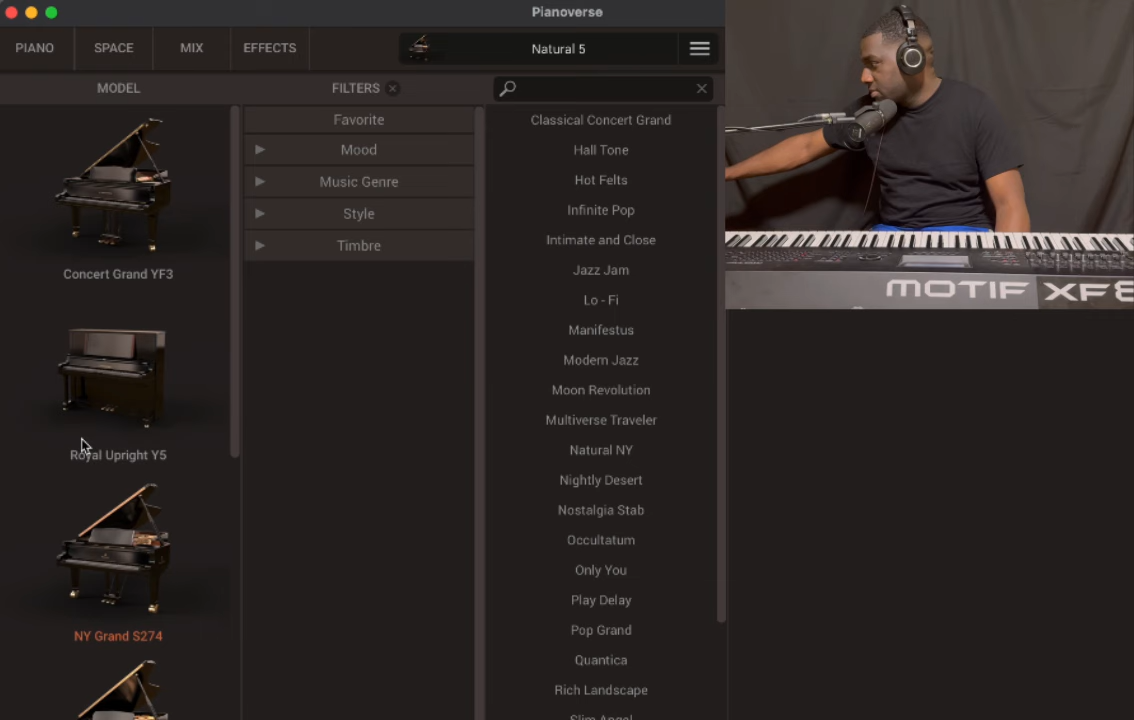 Pianoverse
PIANO
SPACE
MIX
EFFECTS
Natural 5
MODEL
FILTERS
Concert Grand YF3
Royal Upright Y5
NY Grand S274
Favorite
Mood
Music Genre
Style
Timbre
Classical Concert Grand
Hall Tone
Hot Felts
Infinite Pop
Intimate and Close
Jazz Jam
Lo - Fi
Manifestus
Modern Jazz
Moon Revolution
Multiverse Traveler
Natural NY
Nightly Desert
Nostalgia Stab
Occultatum
Only You
Play Delay
Pop Grand
Quantica
Rich Landscape
Slim Angel
MOTIF XF8